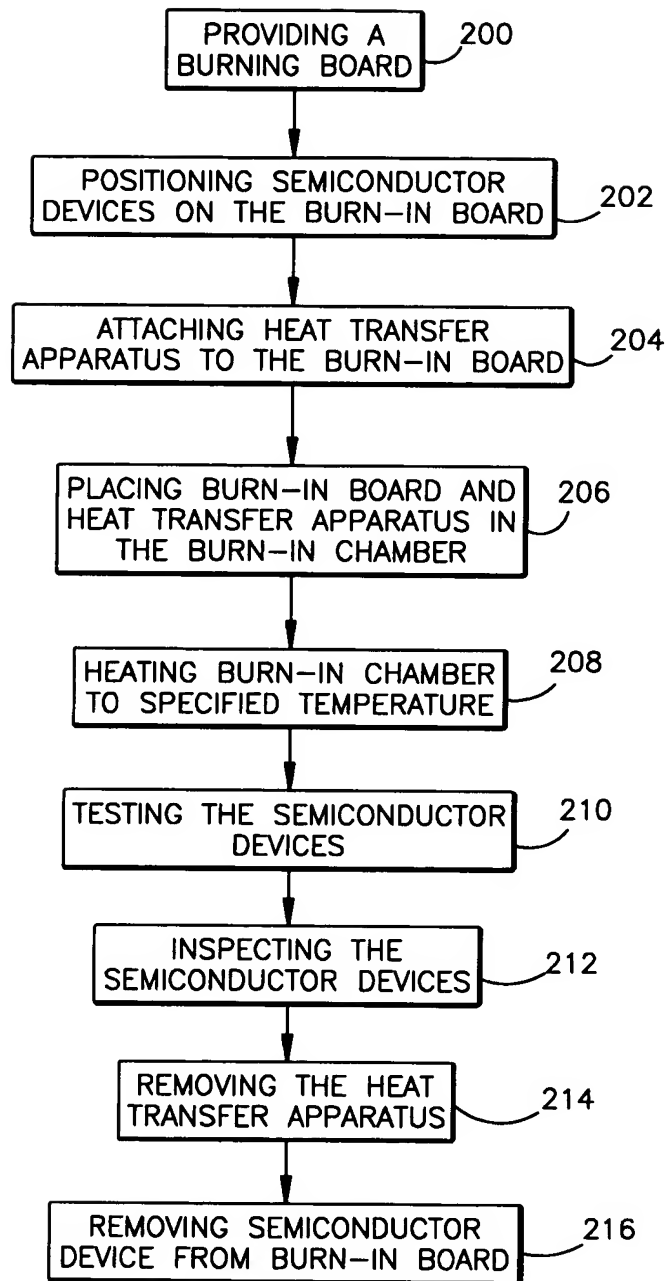 PROVIDING A
BURNING BOARD
200
POSITIONING SEMICONDUCTOR
DEVICES ON THE BURN-IN BOARD
202
ATTACHING HEAT TRANSFER
APPARATUS TO THE BURN-IN BOARD
204
PLACING BURN-IN BOARD AND
HEAT TRANSFER APPARATUS IN
THE BURN-IN CHAMBER
206
HEATING BURN-IN CHAMBER
TO SPECIFIED TEMPERATURE
208
TESTING THE SEMICONDUCTOR
DEVICES
210
INSPECTING THE
SEMICONDUCTOR DEVICES
212
REMOVING THE HEAT
TRANSFER APPARATUS
214
REMOVING SEMICONDUCTOR
DEVICE FROM BURN-IN BOARD
216